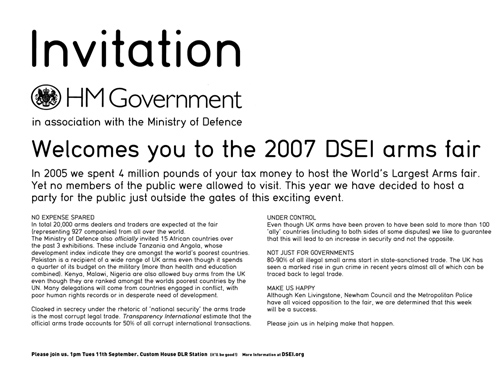 Invitation
HM Government
in association with the Ministry of Defence
Welcomes you to the 2007 DSEI arms fair
In 2005 we spent 4 million pounds of your tax money to host the World's Largest Arms fair.
Yet no members of the public were allowed to visit. This year we have decided to host a
party for the public just outside the gates of this exciting event.
NO EXPENSE SPARED
In total 20,000 arms dealers and traders are expected at the fair
(representing 927 companies) from all over the world.
The Ministry of Defence also officially invited 15 African countries over
the past 3 exhibitions. These include Tanzania and Angola, whose
development index indicate they are amongst the world's poorest countries.
Pakistan is a recipient of a wide range of UK arms even though it spends
a quarter of its budget on the military (more than health and education
combined). Kenya, Malawi, Nigeria are also allowed buy arms from the UK
even though they are ranked amongst the worlds poorest countries by the
UN. Many delegations will come from countries engaged in conflict, with
poor human rights records or in desperate need of development.
Cloaked in secrecy under the rhetoric of 'national security' the arms trade
is the most corrupt legal trade. Transparency International estimate that the
official arms trade accounts for 50% of all corrupt international transactions.
UNDER CONTROL
Even though UK arms have been proven to have been sold to more than 100
'ally' countries (including to both sides of some disputes) we like to guarantee
that this will lead to an increase in security and not the opposite.
NOT JUST FOR GOVERNMENTS
80-90% of all illegal small arms start in state-sanctioned trade. The UK has
seen a marked rise in gun crime in recent years almost all of which can be
traced back to legal trade.
MAKE US HAPPY
Although Ken Livingstone, Newham Council and the Metropolitan Police
have all voiced opposition to the fair, we are determined that this week
will be a success.
Please join us in helping make that happen.
Please join us. 1pm Tues 11th September. Custom House DLR Station (it'll be good!) More Information at DSEI.org